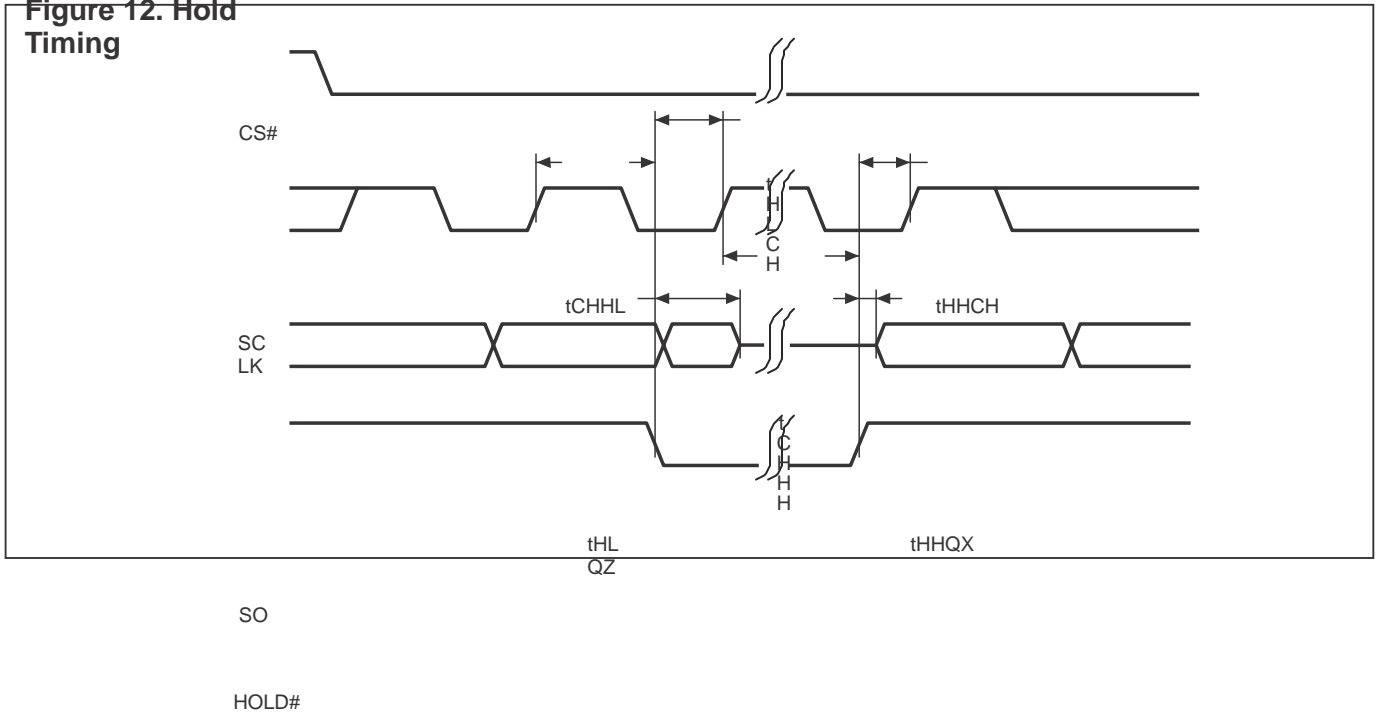 Figure 12. Hold
Timing
CS#
t
H
L
C
H
tCHHL
tHHCH
SC
LK
t
C
H
H
H
tHL
QZ
tHHQX
SO
HOLD#